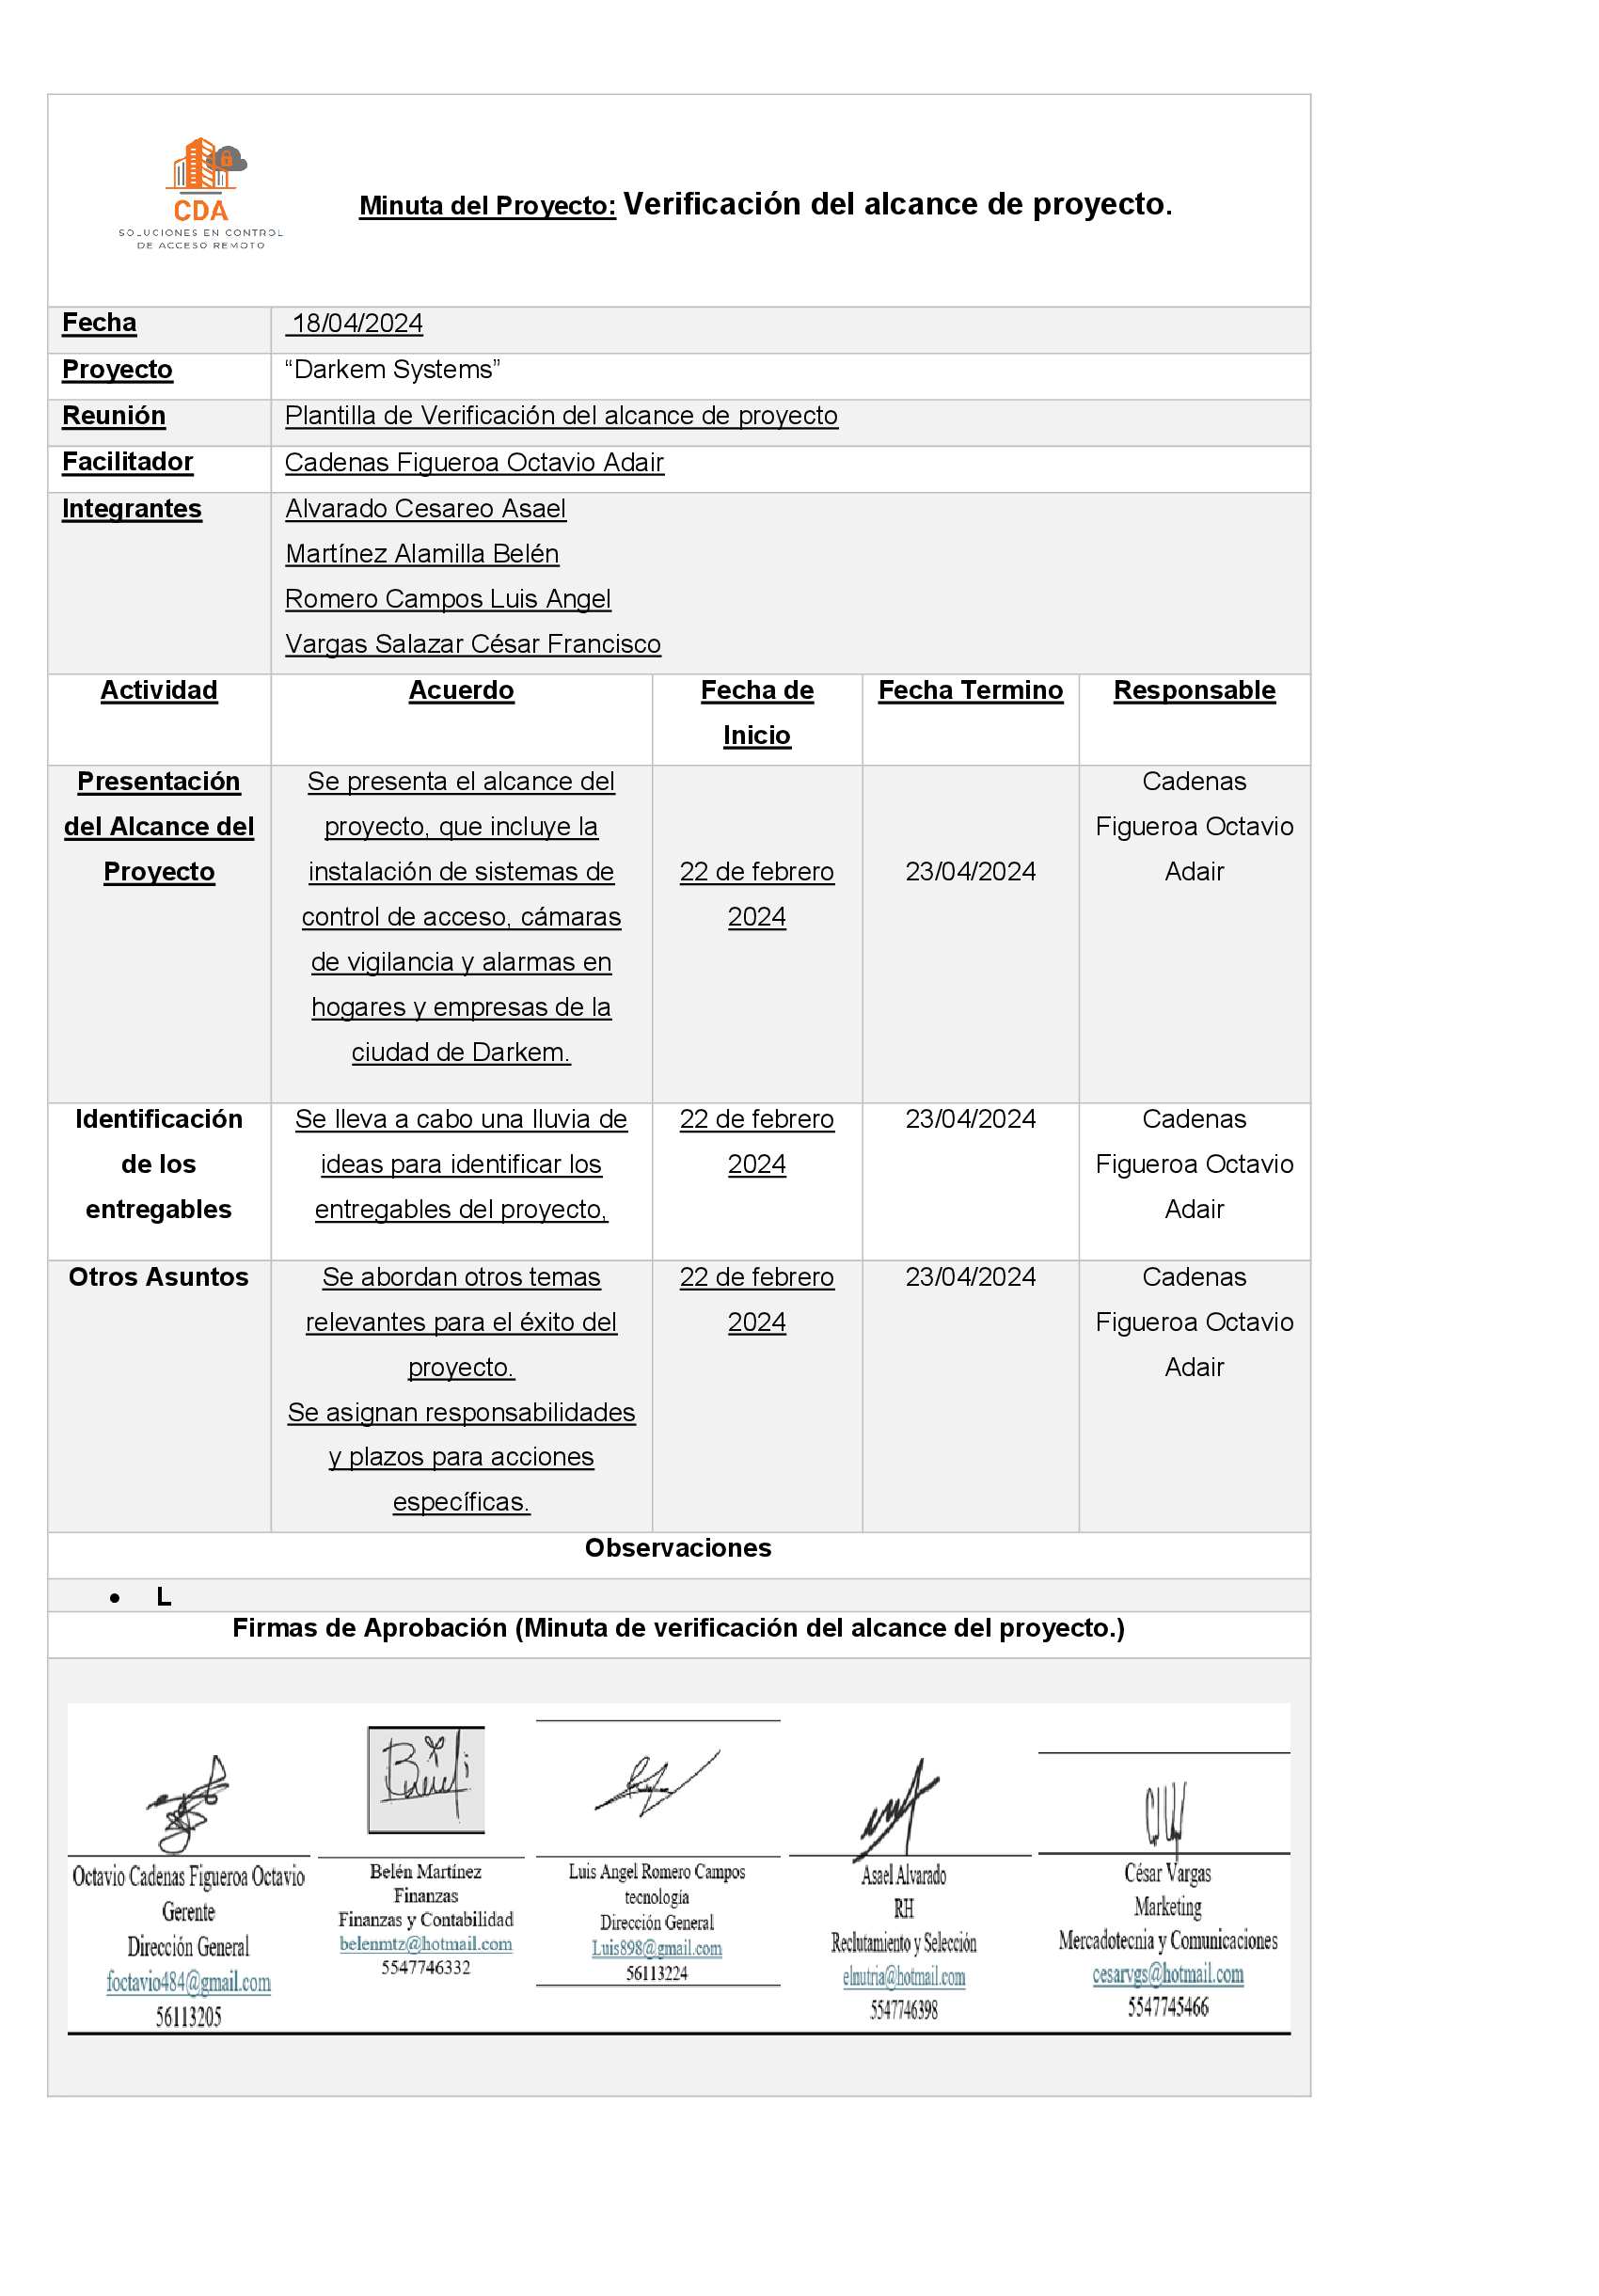 CDA
SOLUCIONES EN CONTROL
DE ACCESO REMOTO
Minuta del Proyecto: Verificación del alcance de proyecto.
Fecha 18/04/2024
Proyecto “Darkem Systems”
Reunión Plantilla de Verificación del alcance de proyecto
Facilitador Cadenas Figueroa Octavio Adair
Integrantes Alvarado Cesareo Asael
Martínez Alamilla Belén
Romero Campos Luis Angel
Vargas Salazar César Francisco
Actividad Acuerdo Fecha de Inicio Fecha Termino Responsable
Presentación
del Alcance del
Proyecto
Se presenta el alcance del
proyecto, que incluye la
instalación de sistemas de
control de acceso, cámaras
de vigilancia y alarmas en
hogares y empresas de la
ciudad de Darkem.
22 de febrero
2024
23/04/2024
Cadenas
Figueroa Octavio
Adair
Identificación
de los
entregables
Se lleva a cabo una lluvia de
ideas para identificar los
entregables del proyecto,
22 de febrero
2024
23/04/2024
Cadenas
Figueroa Octavio
Adair
Otros Asuntos
Se abordan otros temas
relevantes para el éxito del
proyecto.
Se asignan responsabilidades
y plazos para acciones
específicas.
22 de febrero
2024
23/04/2024
Cadenas
Figueroa Octavio
Adair
Observaciones
• L
Firmas de Aprobación (Minuta de verificación del alcance del proyecto.)
Octavio Cadenas Figueroa Octavio
Gerente
Dirección General
foctavio484@gmail.com
56113205
Belén Martínez
Finanzas
Finanzas y Contabilidad
belenmtz@hotmail.com
5547746332
Luis Angel Romero Campos
tecnología
Dirección General
Luis898@gmail.com
56113224
Asael Alvarado
RH
Reclutamiento y Selección
elnutria@hotmail.com
5547746398
César Vargas
Marketing
Mercadotecnia y Comunicaciones
cesarvgs@hotmail.com
5547745466